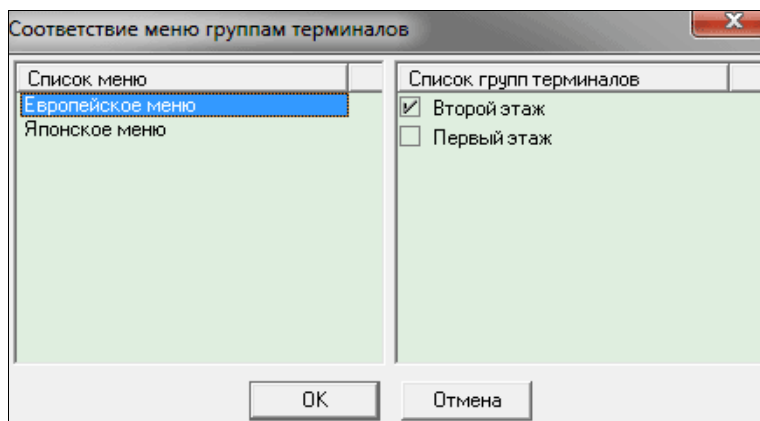 Соответствие меню группам терминалов
Список меню
Европейское меню
Японское меню
Список групп терминалов
Второй этаж
Первый этаж
OK
Отмена